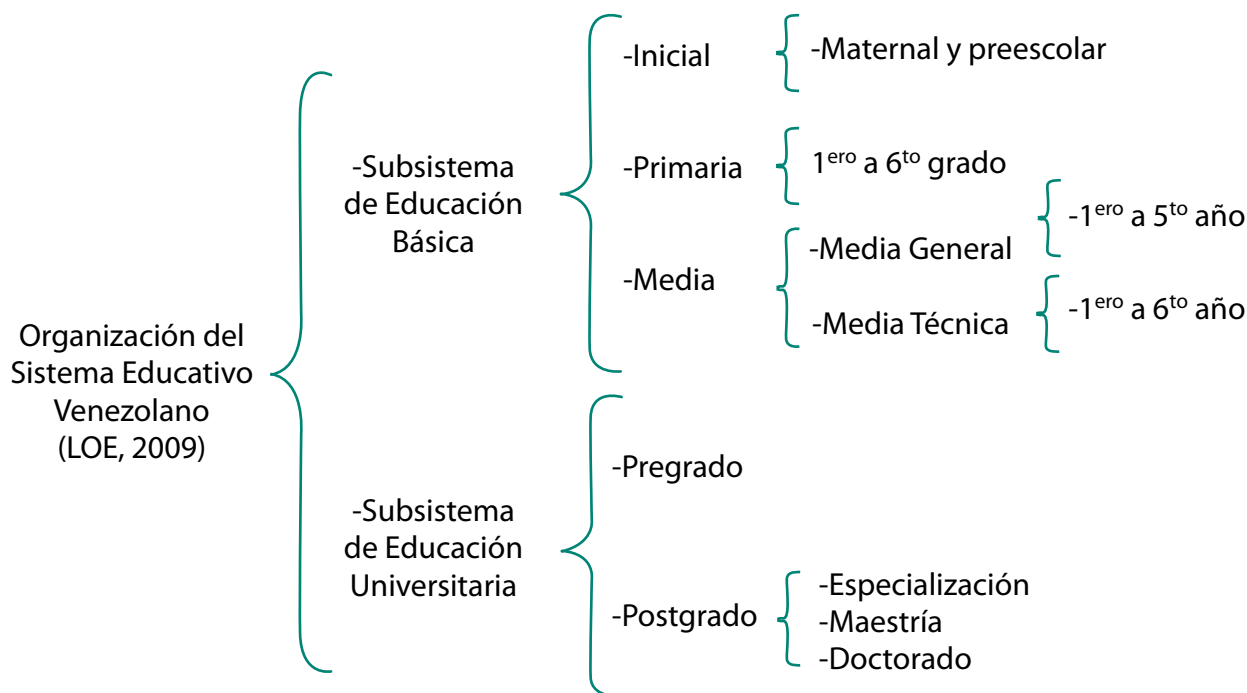 Organización del
Sistema Educativo
Venezolano
(LOE, 2009)
-Subsistema
de Educación
Básica
-Inicial
-Maternal y preescolar
-Primaria
1ero a 6to grado
-Media
-Media General
-1ero a 5to año
-Media Técnica
-1ero a 6to año
-Subsistema
de Educación
Universitaria
-Pregrado
-Postgrado
-Especialización
-Maestría
-Doctorado